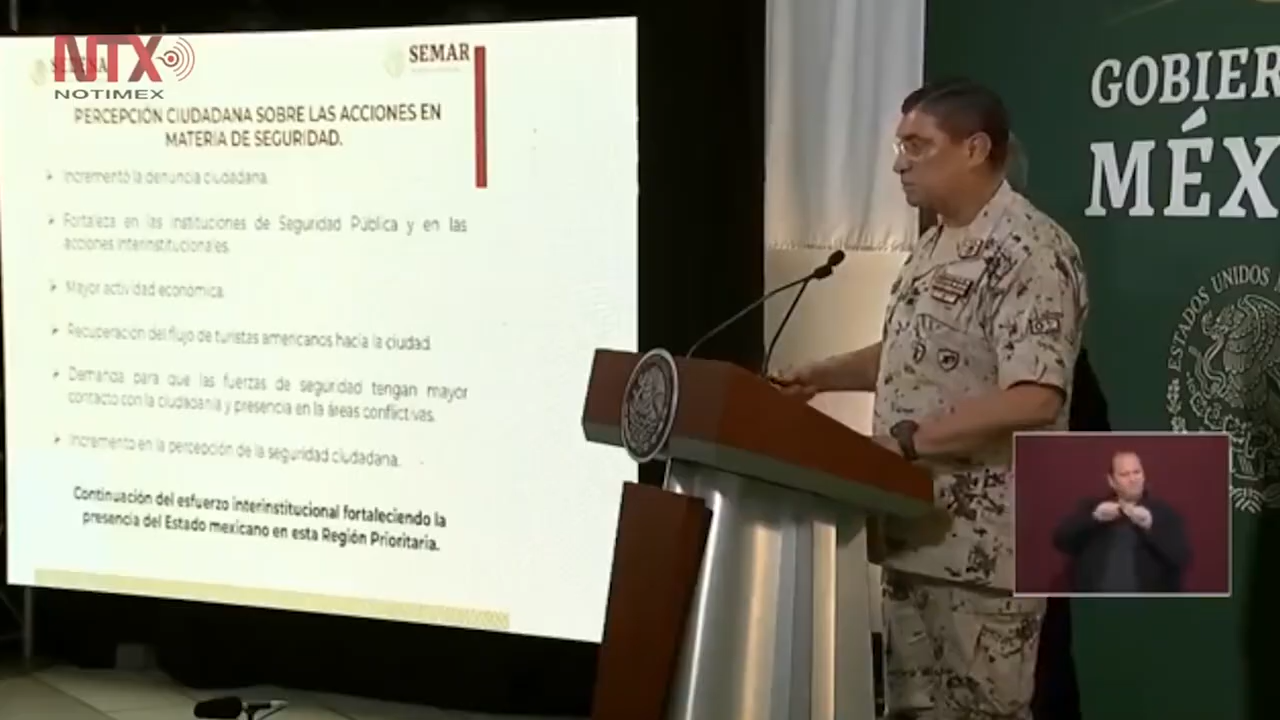 NTX
NOTIMEX
SEDENA
SEMAR
PERCEPCIÓN CIUDADANA SOBRE LAS ACCIONES EN
MATERIA DE SEGURIDAD.
Incrementó la denuncia ciudadana.
Fortaleza en las instituciones de Seguridad Pública y en las
acciones interinstitucionales.
Mayor actividad económica.
Recuperación del flujo de turistas americanos hacia la ciudad.
Demanda para que las fuerzas de seguridad tengan mayor
contacto con la ciudadanía y presencia en la áreas conflictivas.
Incremento en la percepción de la seguridad ciudadana.
Continuación del esfuerzo interinstitucional fortaleciendo la
presencia del Estado mexicano en esta Región Prioritaria.
GOBIER
MÉX
ESTADOS UNIDOS